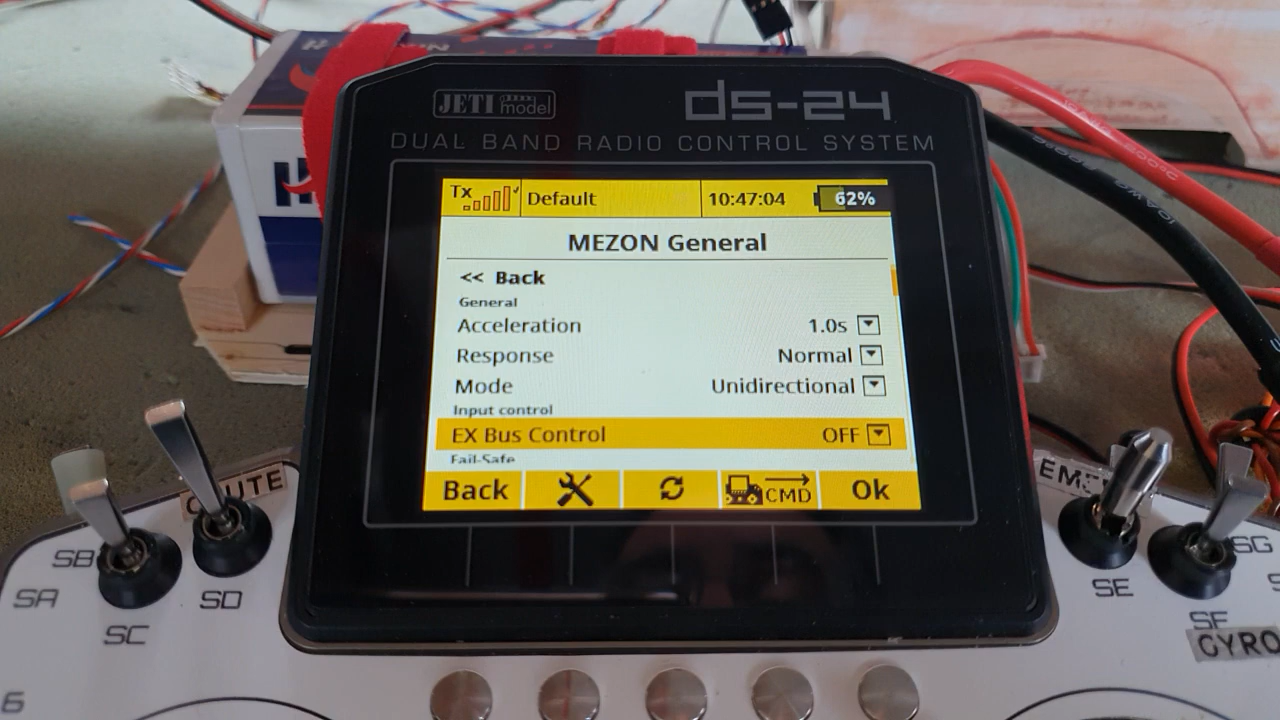 JETI model
ds-24
DUAL BAND RADIO CONTROL SYSTEM
Tx Default 10:47:04 62%
MEZON General
<< Back
General
Acceleration 1.0s
Response Normal
Mode Unidirectional
Input control
EX Bus Control OFF
Fail-Safe
Back CMD Ok
SB
SA
SC
SD
SE
SG
SF
GYRO
6